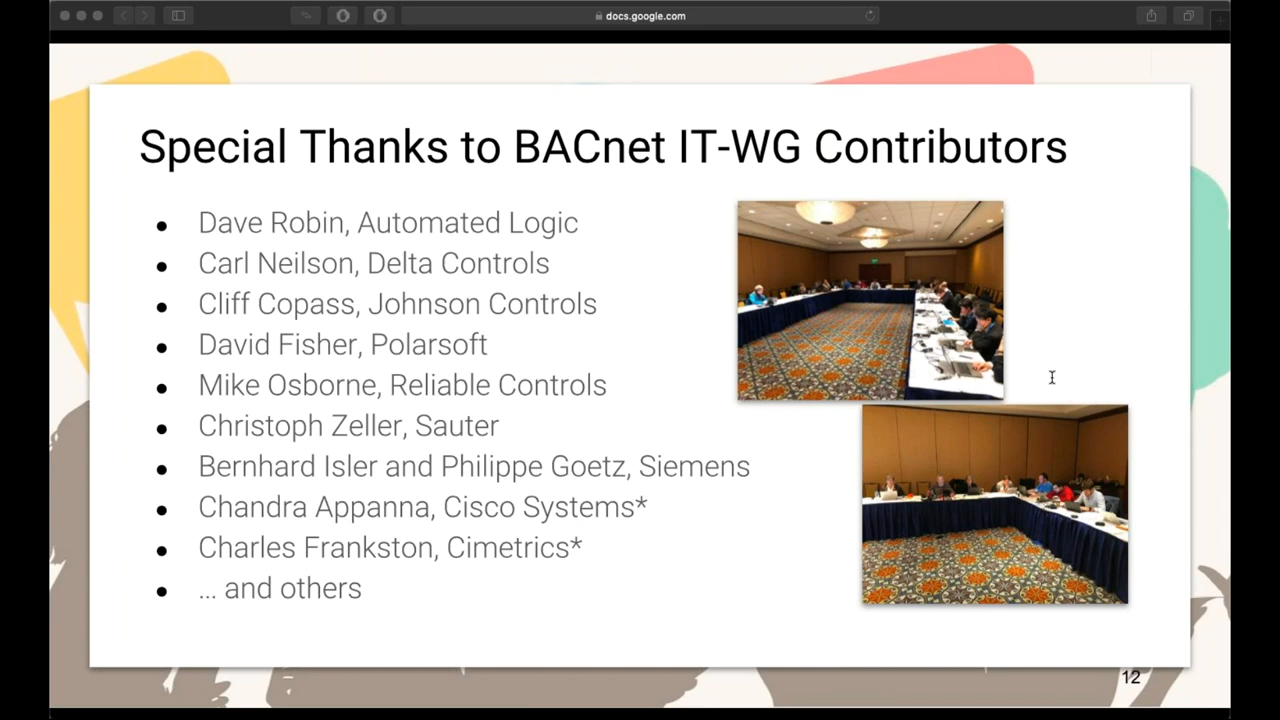 docs.google.com
Special Thanks to BACnet IT-WG Contributors
● Dave Robin, Automated Logic
● Carl Neilson, Delta Controls
● Cliff Copass, Johnson Controls
● David Fisher, Polarsoft
● Mike Osborne, Reliable Controls
● Christoph Zeller, Sauter
● Bernhard Isler and Philippe Goetz, Siemens
● Chandra Appanna, Cisco Systems*
● Charles Frankston, Cimetrics*
● ... and others
12